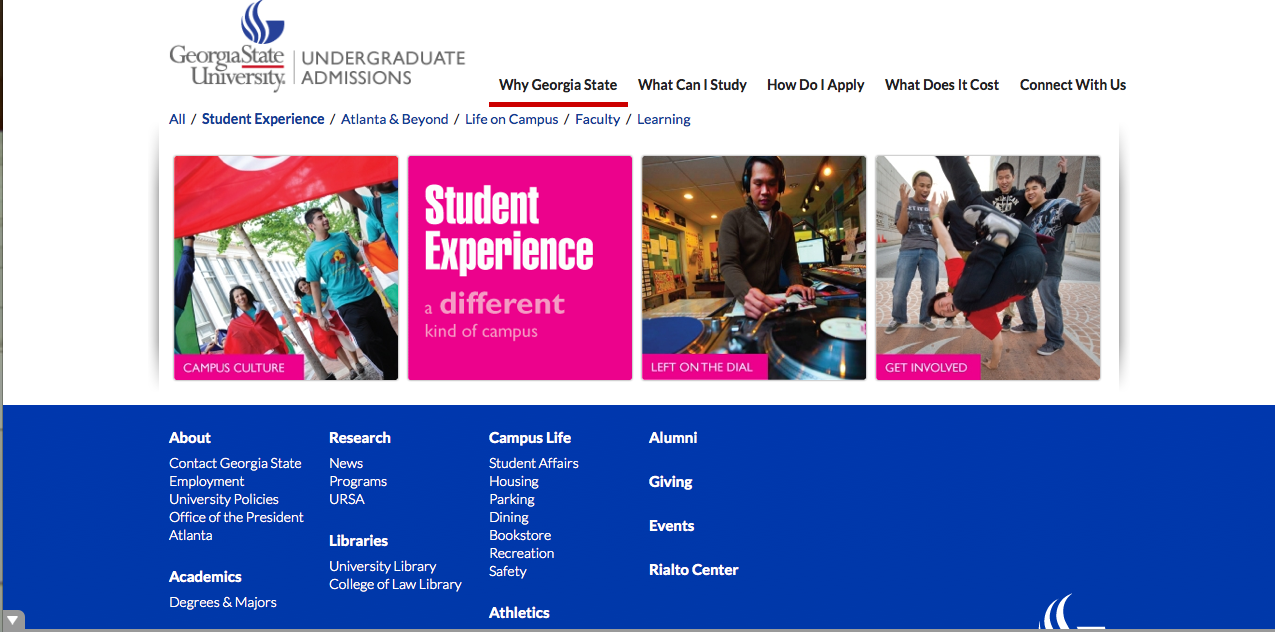 GeorgiaState
University.
UNDERGRADUATE
ADMISSIONS
Why Georgia State What Can I Study How Do I Apply What Does It Cost Connect With Us
All / Student Experience / Atlanta & Beyond / Life on Campus / Faculty / Learning
CAMPUS CULTURE
Student
Experience
a different
kind of campus
LEFT ON THE DIAL
GET INVOLVED
About
Contact Georgia State
Employment
University Policies
Office of the President
Atlanta
Academics
Degrees & Majors
Research
News
Programs
URSA
Libraries
University Library
College of Law Library
Campus Life
Student Affairs
Housing
Parking
Dining
Bookstore
Recreation
Safety
Athletics
Alumni
Giving
Events
Rialto Center